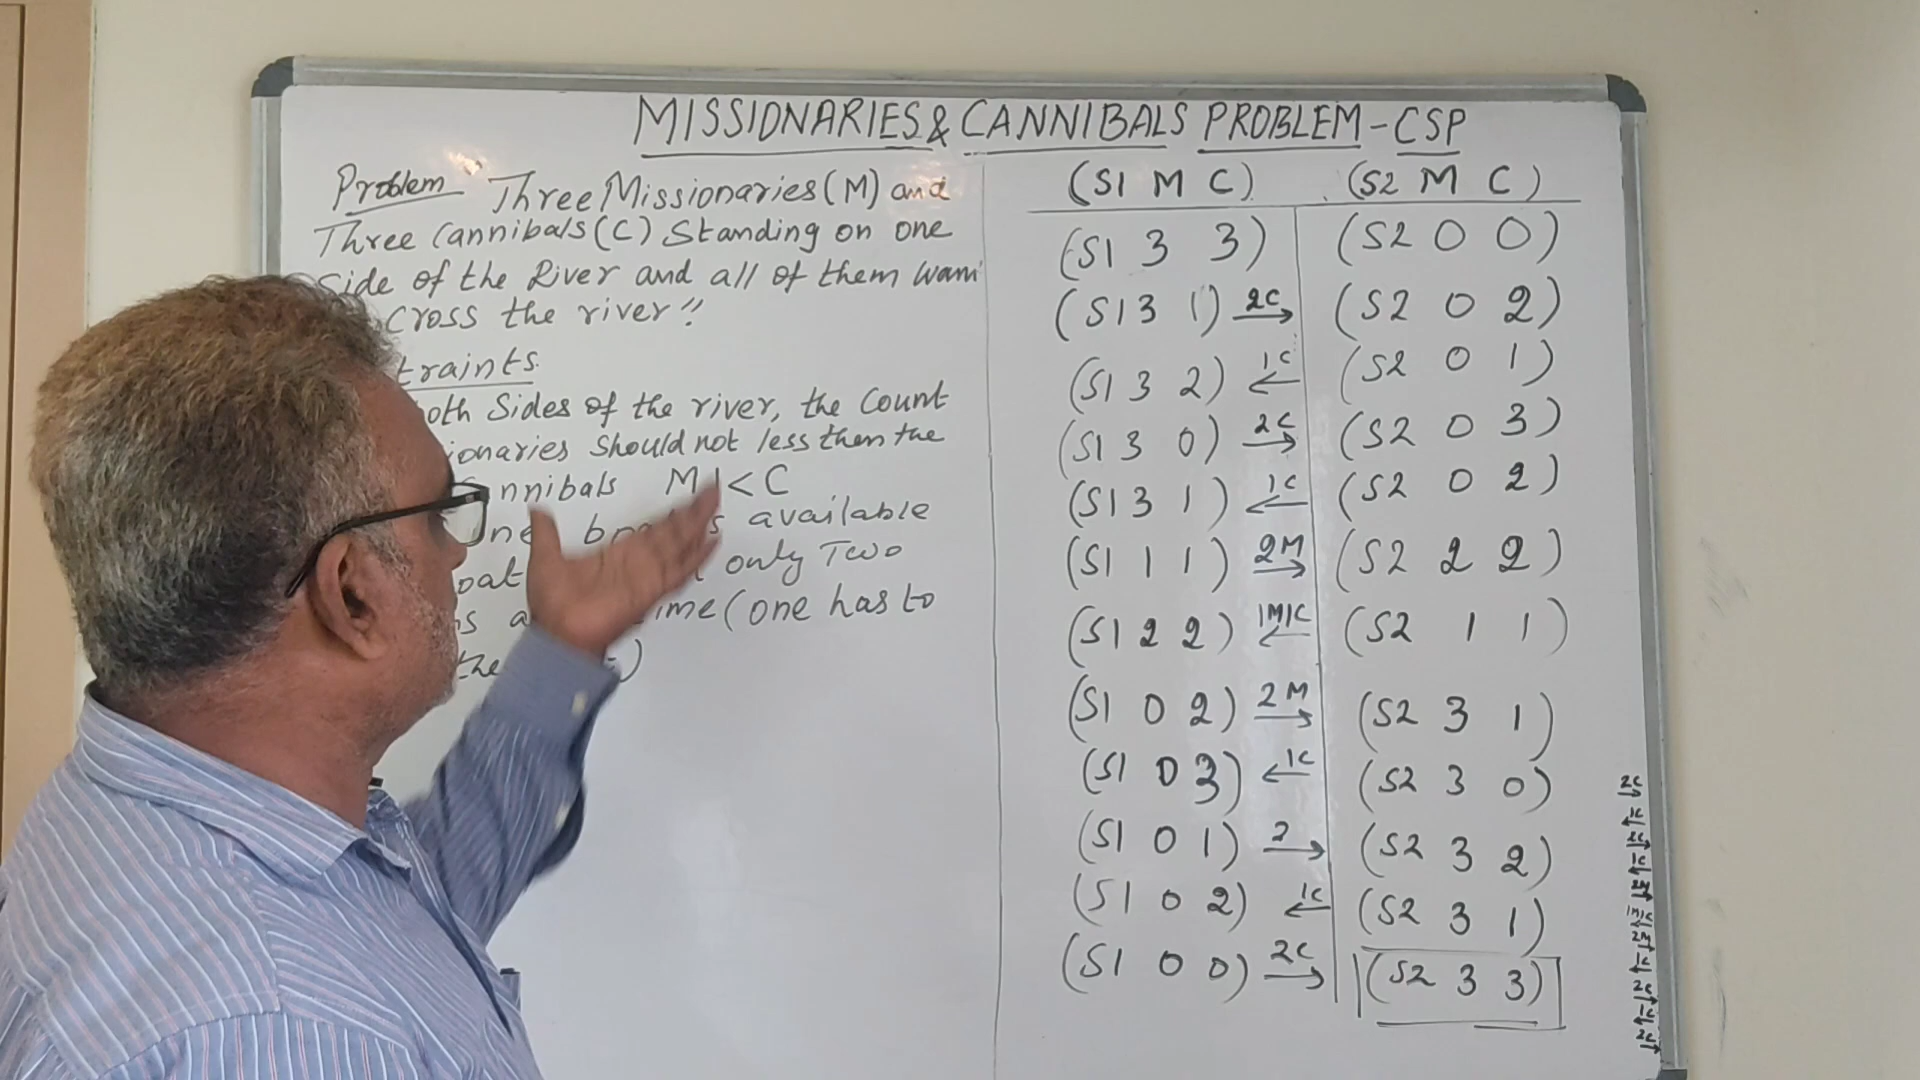 MISSIONARIES & CANNIBALS PROBLEM - CSP
Problem Three Missionaries (M) and
Three Cannibals (C) Standing on one
Side of the River and all of them wan
Cross the river!!
traints
oth Sides of the river, the Count
ionaries should not less then the
nnibals M !< C
available
oat only Two
ime (one has to
the )
(S1 M C) (S2 M C)
(S1 3 3) (S2 0 0)
(S1 3 1) 2C → (S2 0 2)
(S1 3 2) 1C ← (S2 0 1)
(S1 3 0) 2C → (S2 0 3)
(S1 3 1) 1C ← (S2 0 2)
(S1 1 1) 2M → (S2 2 2)
(S1 2 2) 1M1C ← (S2 1 1)
(S1 0 2) 2M → (S2 3 1)
(S1 0 3) 1C ← (S2 3 0)
(S1 0 1) 2 → (S2 3 2)
(S1 0 2) 1C ← (S2 3 1)
(S1 0 0) 2C → (S2 3 3)
2C →
1C ←
2C →
1C ←
2M →
1M1C ←
2M →
1C ←
2C →
1C ←
2C →